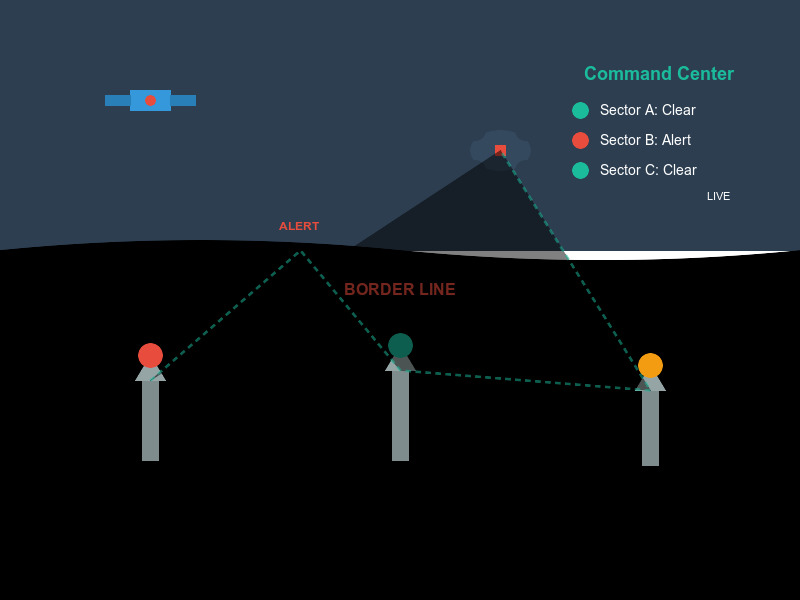 Command Center
Sector A: Clear
Sector B: Alert
Sector C: Clear
LIVE
ALERT
BORDER LINE